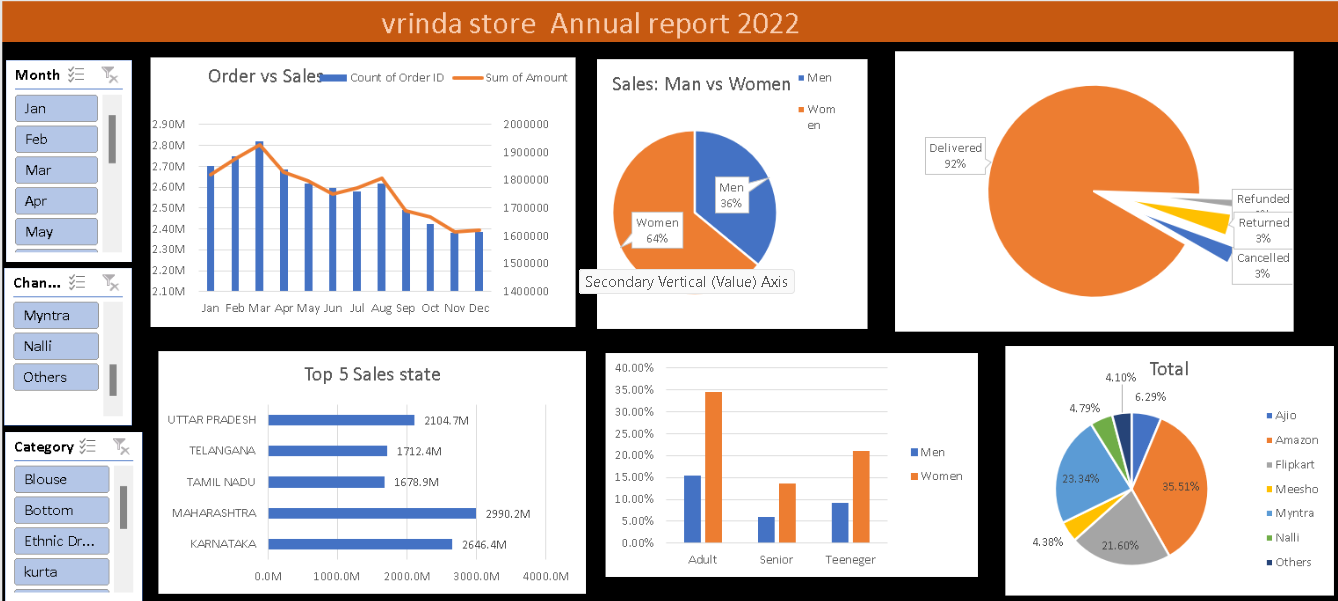 vrinda store  Annual report 2022
Month
Jan
Feb
Mar
Apr
May
Chan...
Myntra
Nalli
Others
Category
Blouse
Bottom
Ethnic Dr...
kurta
Order vs Sales
Count of Order ID
Sum of Amount
2.90M
2.80M
2.70M
2.60M
2.50M
2.40M
2.30M
2.20M
2.10M
2000000
1900000
1800000
1700000
1600000
1500000
1400000
Jan Feb Mar Apr May Jun Jul Aug Sep Oct Nov Dec
Sales: Man vs Women
Men
Wom
en
Men
36%
Women
64%
Secondary Vertical (Value) Axis
Delivered
92%
Refunded
Returned
3%
Cancelled
3%
Top 5 Sales state
UTTAR PRADESH
2104.7M
TELANGANA
1712.4M
TAMIL NADU
1678.9M
MAHARASHTRA
2990.2M
KARNATAKA
2646.4M
0.0M 1000.0M 2000.0M 3000.0M 4000.0M
40.00%
35.00%
30.00%
25.00%
20.00%
15.00%
10.00%
5.00%
0.00%
Adult Senior Teeneger
Men
Women
Total
4.10%
6.29%
4.79%
23.34%
35.51%
4.38%
21.60%
Ajio
Amazon
Flipkart
Meesho
Myntra
Nalli
Others